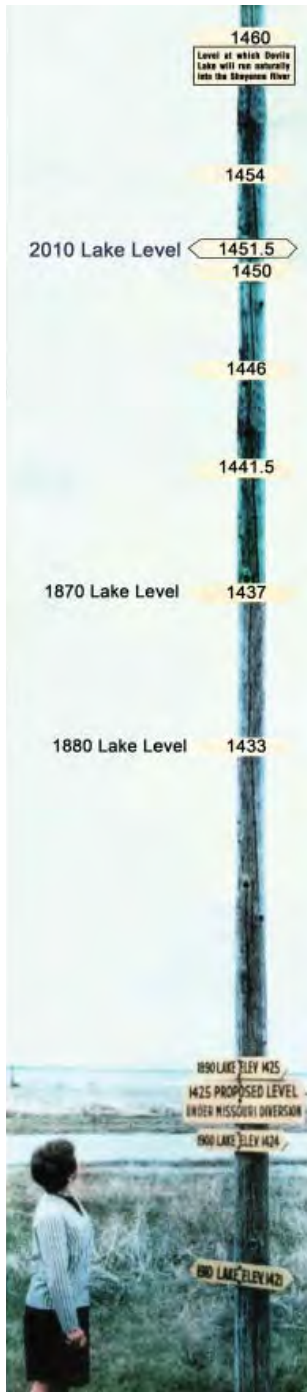 1460
Level at which Devils
Lake will run naturally
into the Sheyenne River
1454
2010 Lake Level 1451.5
1450
1446
1441.5
1870 Lake Level 1437
1880 Lake Level 1433
1890 LAKE ELEV 1425
1425 PROPOSED LEVEL
UNDER MISSOURI DIVERSION
1900 LAKE ELEV 1424
1910 LAKE ELEV 1421